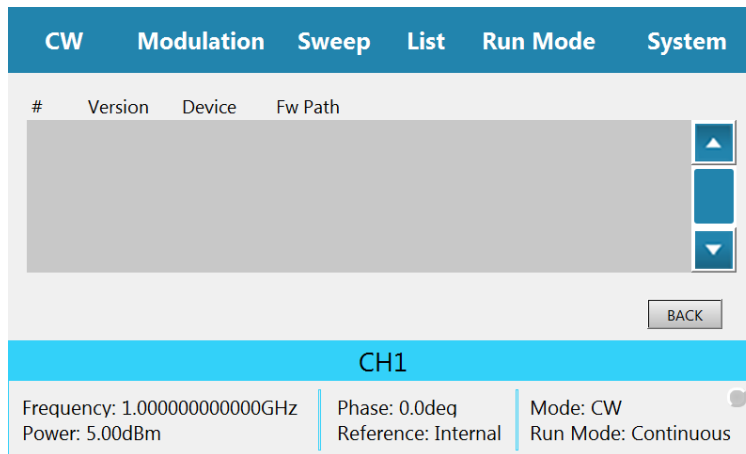 CW Modulation Sweep List Run Mode System
# Version Device Fw Path
BACK
CH1
Frequency: 1.000000000000GHz Phase: 0.0deg Mode: CW
Power: 5.00dBm Reference: Internal Run Mode: Continuous